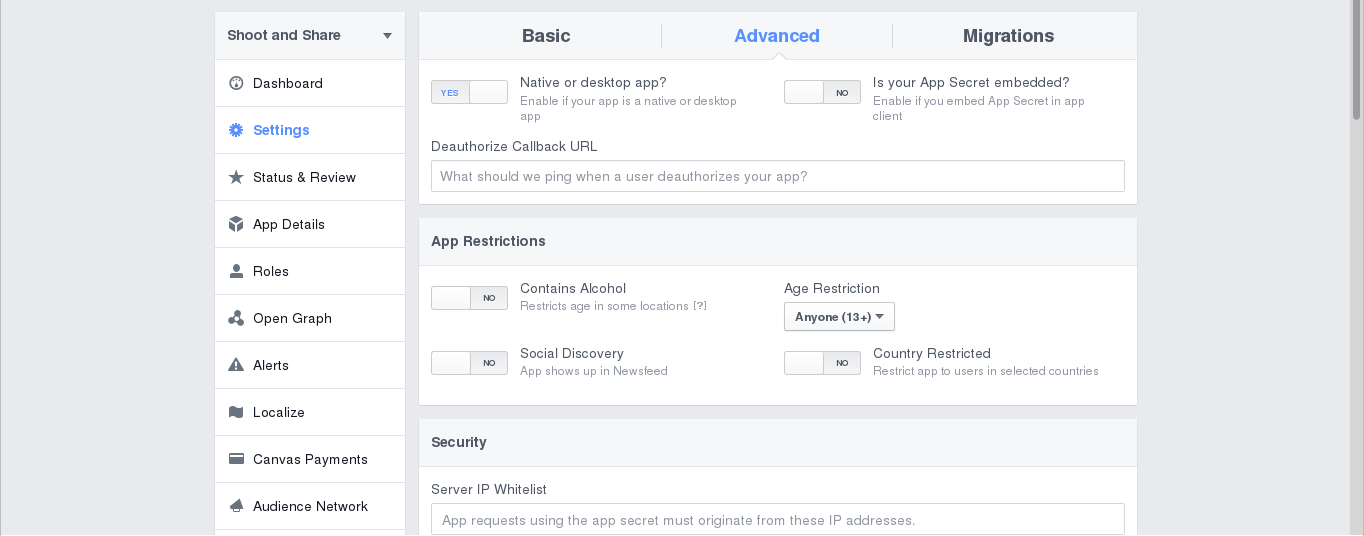 Shoot and Share
Dashboard
Settings
Status & Review
App Details
Roles
Open Graph
Alerts
Localize
Canvas Payments
Audience Network
Basic
Advanced
Migrations
YES
Native or desktop app?
Enable if your app is a native or desktop
app
NO
Is your App Secret embedded?
Enable if you embed App Secret in app
client
Deauthorize Callback URL
What should we ping when a user deauthorizes your app?
App Restrictions
NO
Contains Alcohol
Restricts age in some locations [?]
Age Restriction
Anyone (13+)
NO
Social Discovery
App shows up in Newsfeed
NO
Country Restricted
Restrict app to users in selected countries
Security
Server IP Whitelist
App requests using the app secret must originate from these IP addresses.